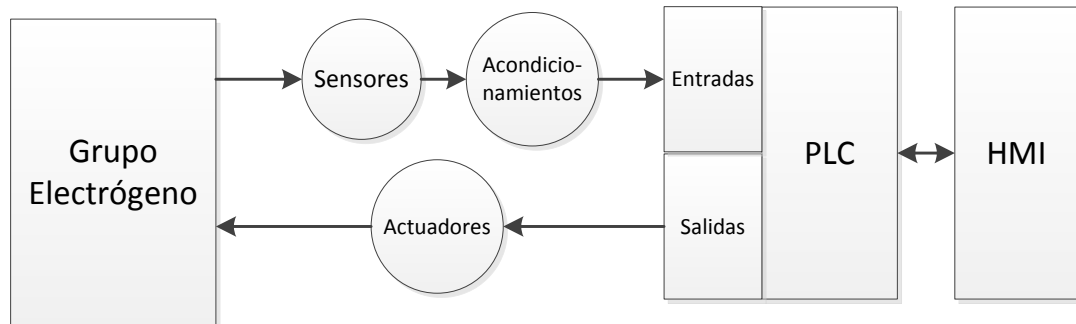 Grupo
Electrógeno
Sensores
Acondicio-
namientos
Entradas
PLC
HMI
Actuadores
Salidas